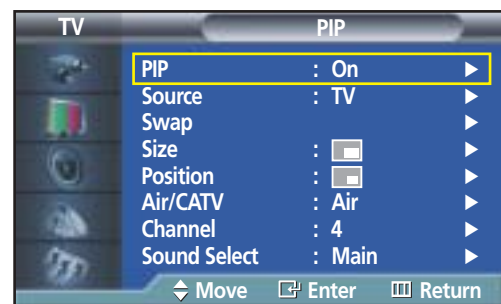 TV PIP
PIP : On
Source : TV
Swap
Size :
Position :
Air/CATV : Air
Channel : 4
Sound Select : Main
Move Enter Return